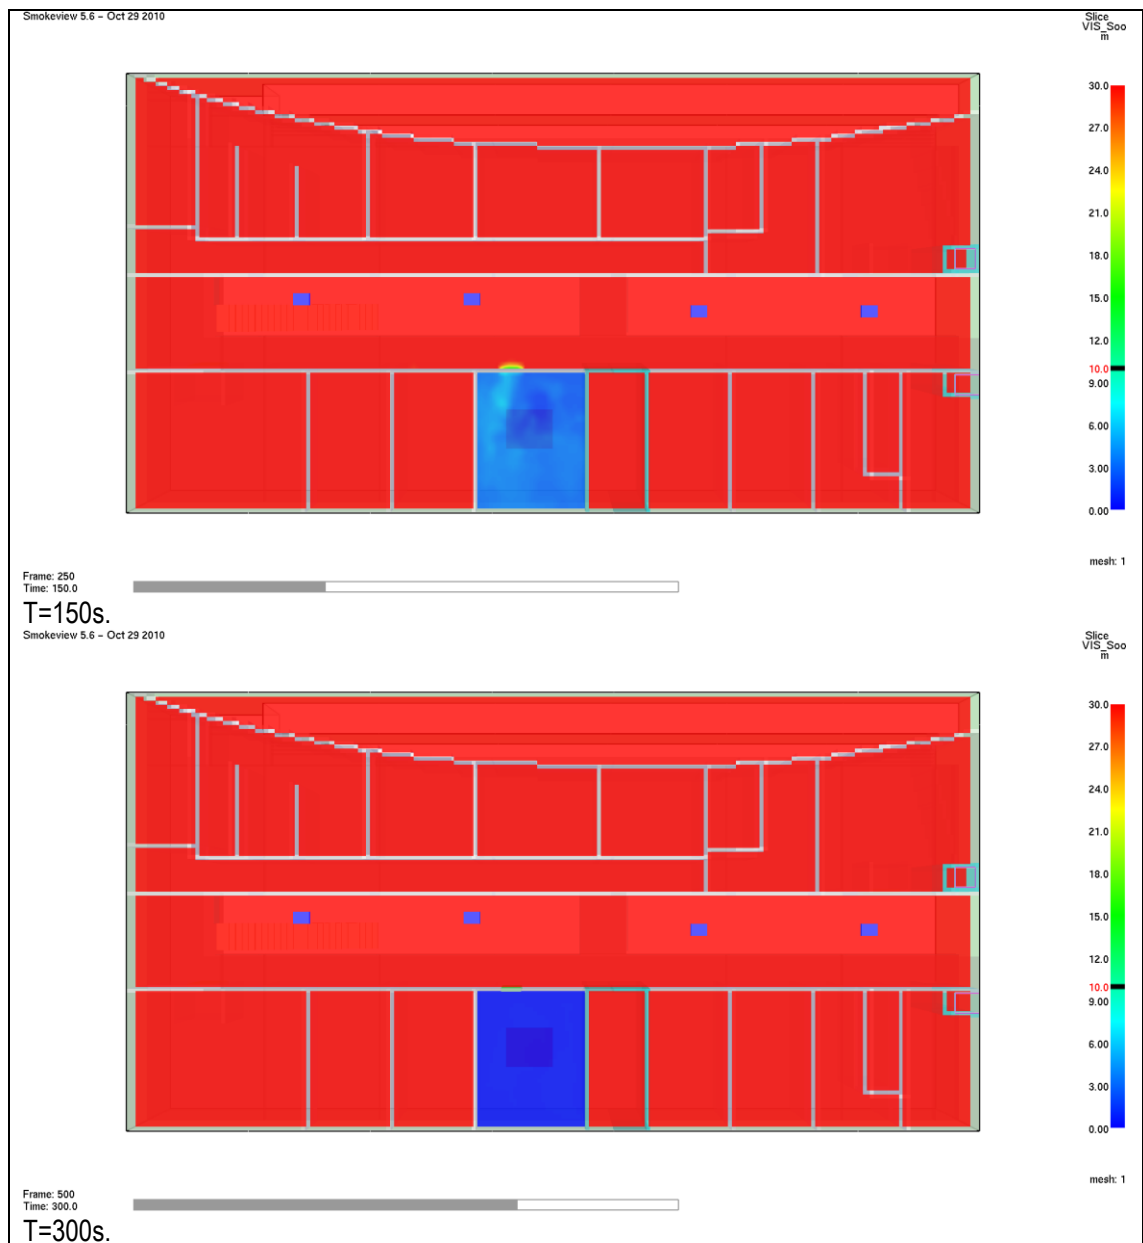 Smokeview 5.6 - Oct 29 2010
Slice
VIS_Soo
m
30.0
27.0
24.0
21.0
18.0
15.0
12.0
10.0
9.00
6.00
3.00
0.00
mesh: 1
Frame: 250
Time: 150.0
T=150s.
Smokeview 5.6 - Oct 29 2010
Slice
VIS_Soo
m
30.0
27.0
24.0
21.0
18.0
15.0
12.0
10.0
9.00
6.00
3.00
0.00
mesh: 1
Frame: 500
Time: 300.0
T=300s.